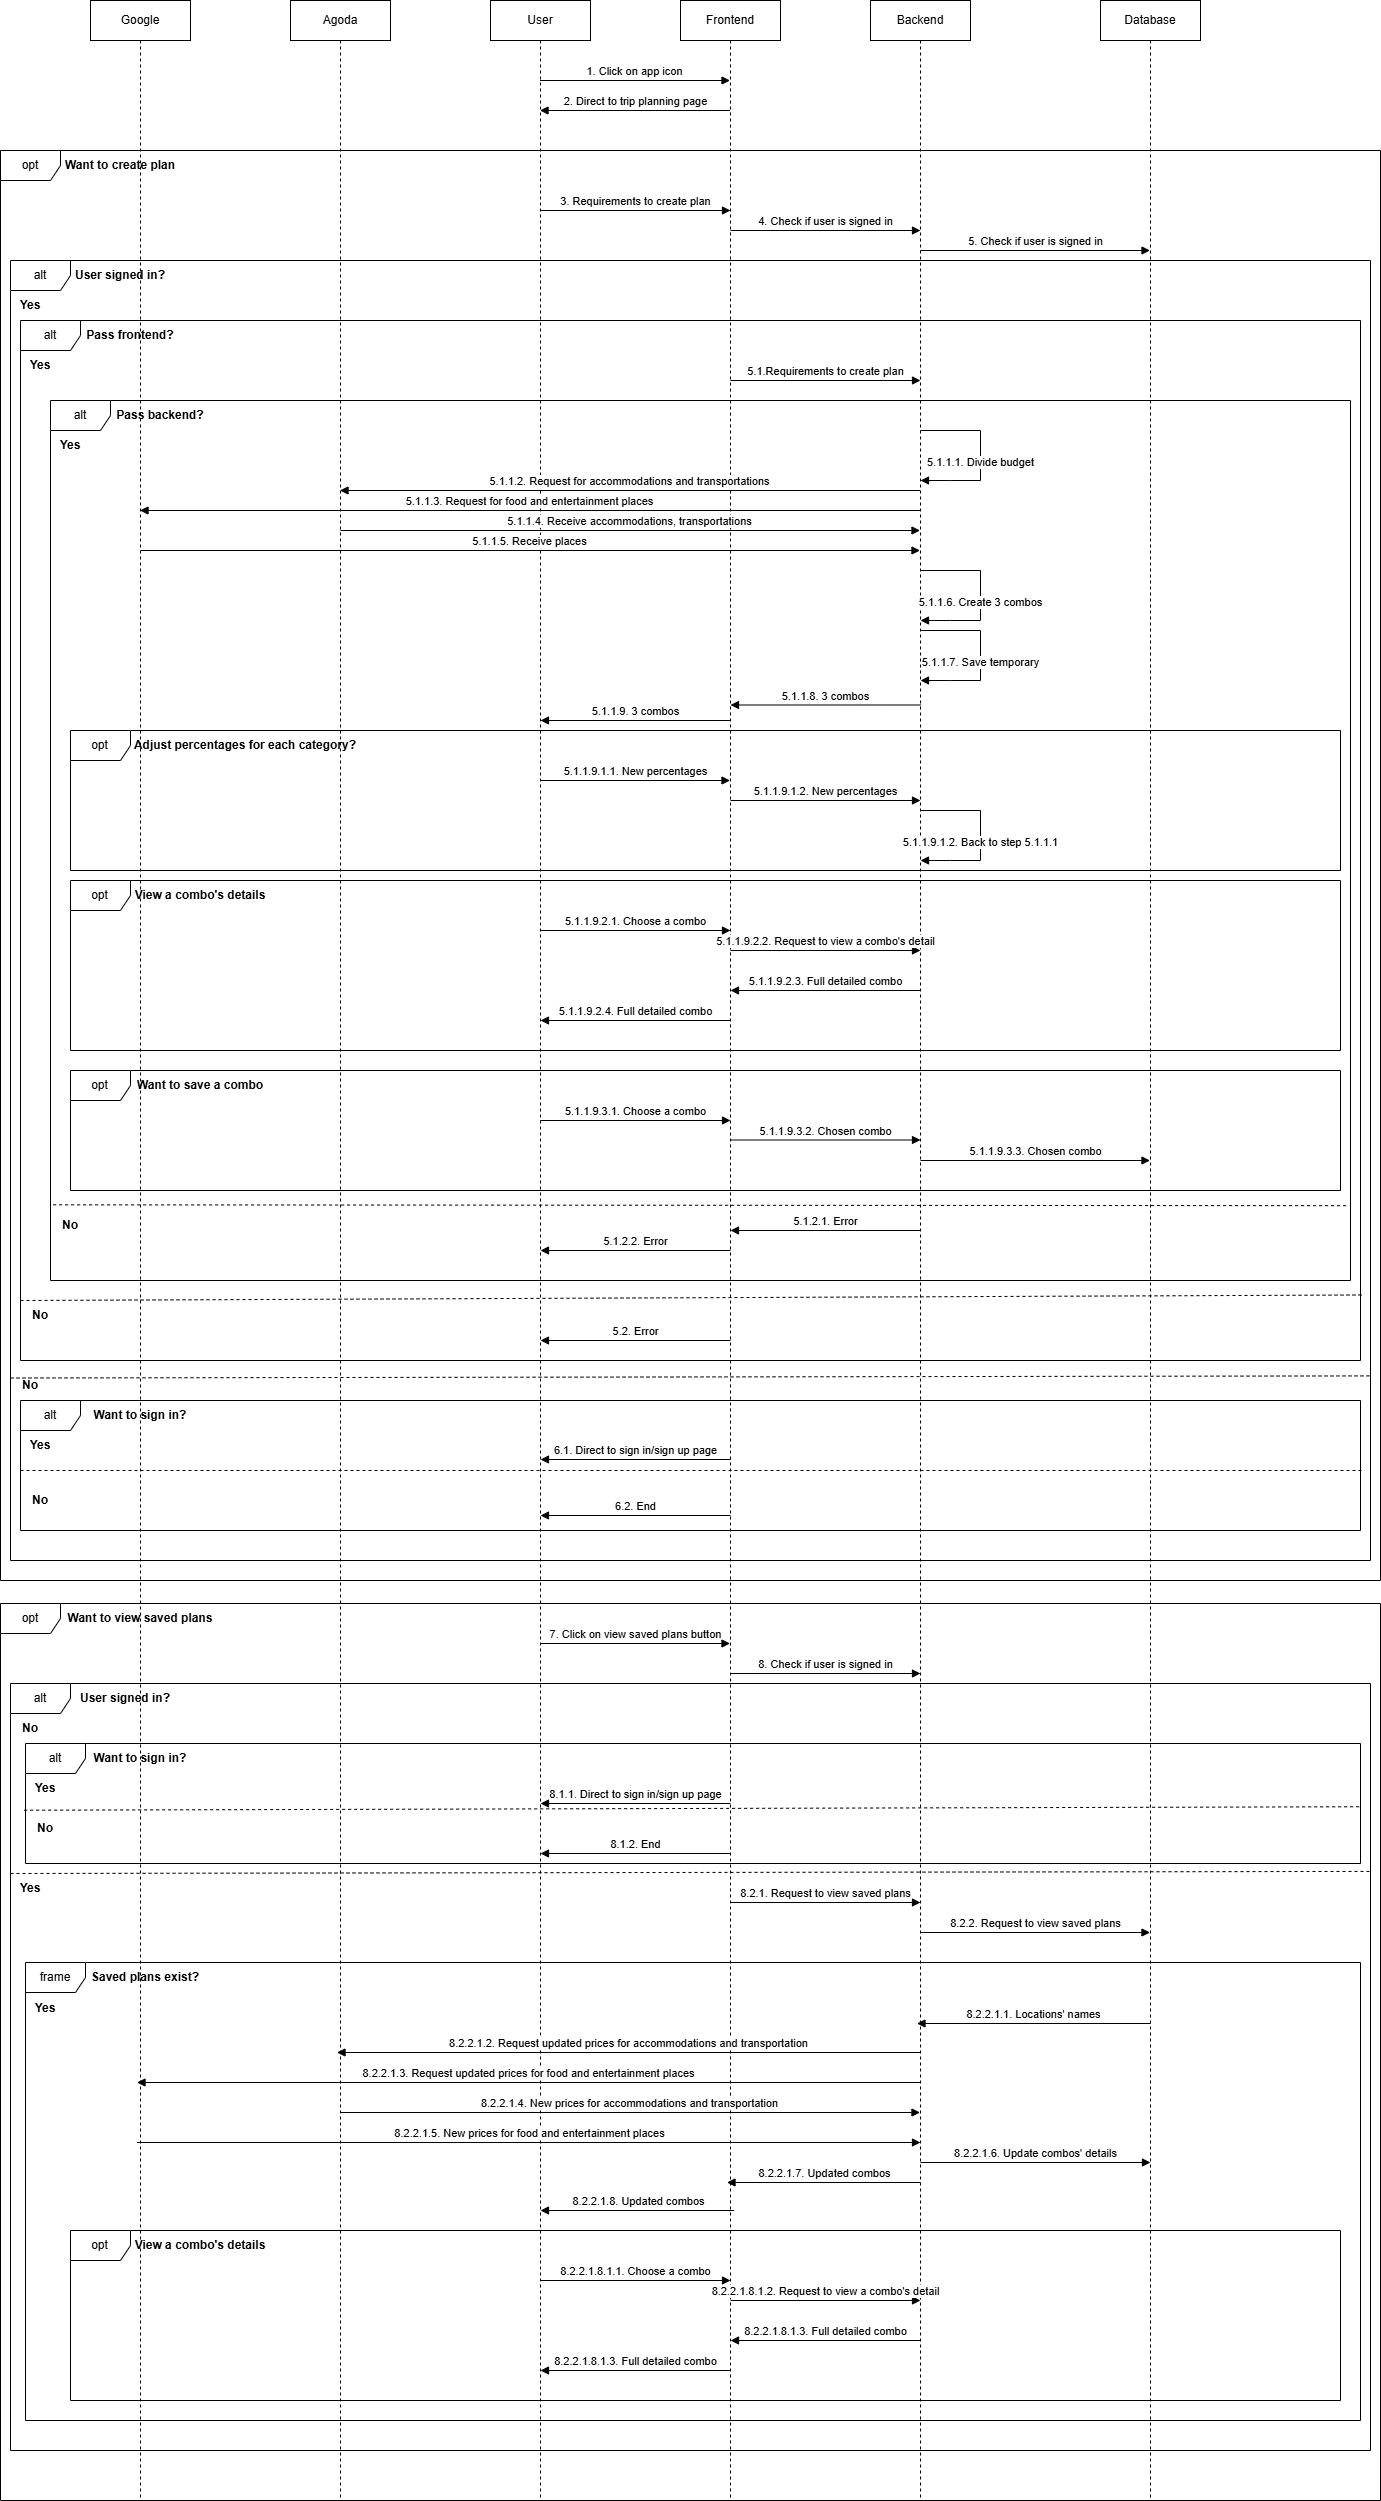 Google
Agoda
User
Frontend
Backend
Database
1. Click on app icon
2. Direct to trip planning page
opt
Want to create plan
3. Requirements to create plan
4. Check if user is signed in
5. Check if user is signed in
alt
User signed in?
Yes
alt
Pass frontend?
Yes
5.1.Requirements to create plan
alt
Pass backend?
Yes
5.1.1.1. Divide budget
5.1.1.2. Request for accommodations and transportations
5.1.1.3. Request for food and entertainment places
5.1.1.4. Receive accommodations, transportations
5.1.1.5. Receive places
5.1.1.6. Create 3 combos
5.1.1.7. Save temporary
5.1.1.8. 3 combos
5.1.1.9. 3 combos
opt
Adjust percentages for each category?
5.1.1.9.1.1. New percentages
5.1.1.9.1.2. New percentages
5.1.1.9.1.2. Back to step 5.1.1.1
opt
View a combo's details
5.1.1.9.2.1. Choose a combo
5.1.1.9.2.2. Request to view a combo's detail
5.1.1.9.2.3. Full detailed combo
5.1.1.9.2.4. Full detailed combo
opt
Want to save a combo
5.1.1.9.3.1. Choose a combo
5.1.1.9.3.2. Chosen combo
5.1.1.9.3.3. Chosen combo
No
5.1.2.1. Error
5.1.2.2. Error
No
5.2. Error
No
alt
Want to sign in?
Yes
6.1. Direct to sign in/sign up page
No
6.2. End
opt
Want to view saved plans
7. Click on view saved plans button
8. Check if user is signed in
alt
User signed in?
No
alt
Want to sign in?
Yes
8.1.1. Direct to sign in/sign up page
No
8.1.2. End
Yes
8.2.1. Request to view saved plans
8.2.2. Request to view saved plans
frame
Saved plans exist?
Yes
8.2.2.1.1. Locations' names
8.2.2.1.2. Request updated prices for accommodations and transportation
8.2.2.1.3. Request updated prices for food and entertainment places
8.2.2.1.4. New prices for accommodations and transportation
8.2.2.1.5. New prices for food and entertainment places
8.2.2.1.6. Update combos' details
8.2.2.1.7. Updated combos
8.2.2.1.8. Updated combos
opt
View a combo's details
8.2.2.1.8.1.1. Choose a combo
8.2.2.1.8.1.2. Request to view a combo's detail
8.2.2.1.8.1.3. Full detailed combo
8.2.2.1.8.1.3. Full detailed combo